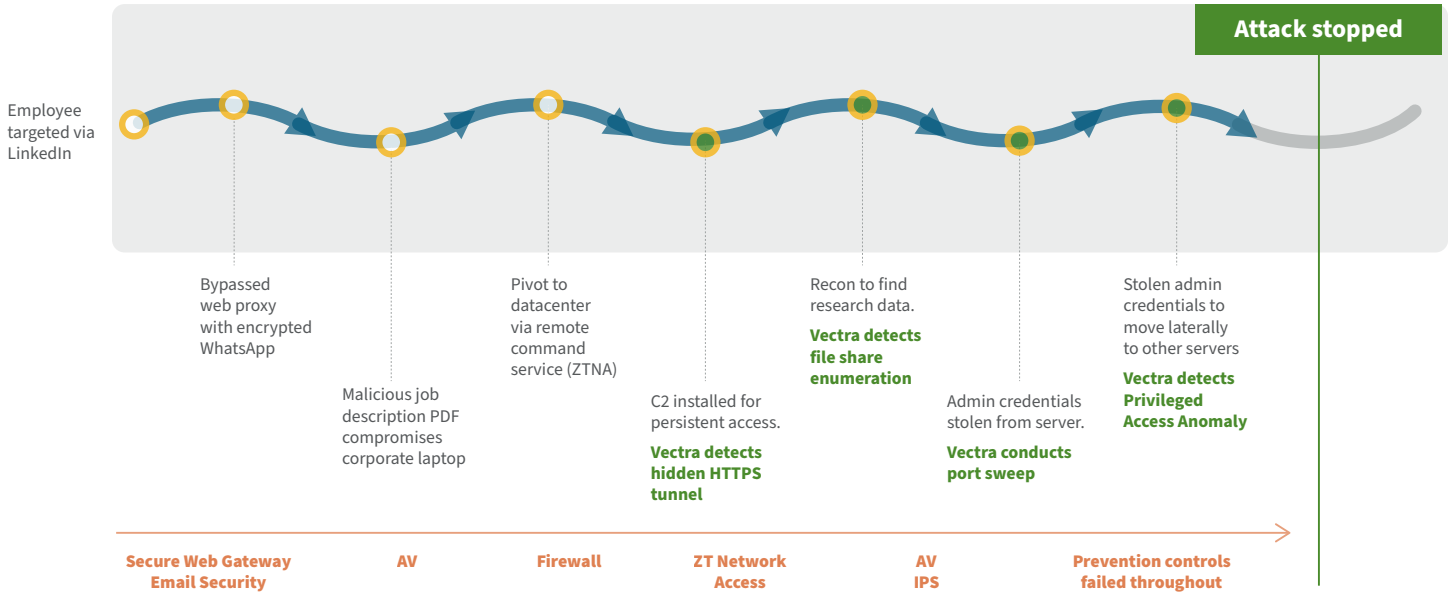 Attack stopped
Employee
targeted via
LinkedIn
Bypassed
web proxy
with encrypted
WhatsApp
Malicious job
description PDF
compromises
corporate laptop
Pivot to
datacenter
via remote
command
service (ZTNA)
C2 installed for
persistent access.
Vectra detects
hidden HTTPS
tunnel
Recon to find
research data.
Vectra detects
file share
enumeration
Admin credentials
stolen from server.
Vectra conducts
port sweep
Stolen admin
credentials to
move laterally
to other servers
Vectra detects
Privileged
Access Anomaly
Secure Web Gateway
Email Security
AV
Firewall
ZT Network
Access
AV
IPS
Prevention controls
failed throughout